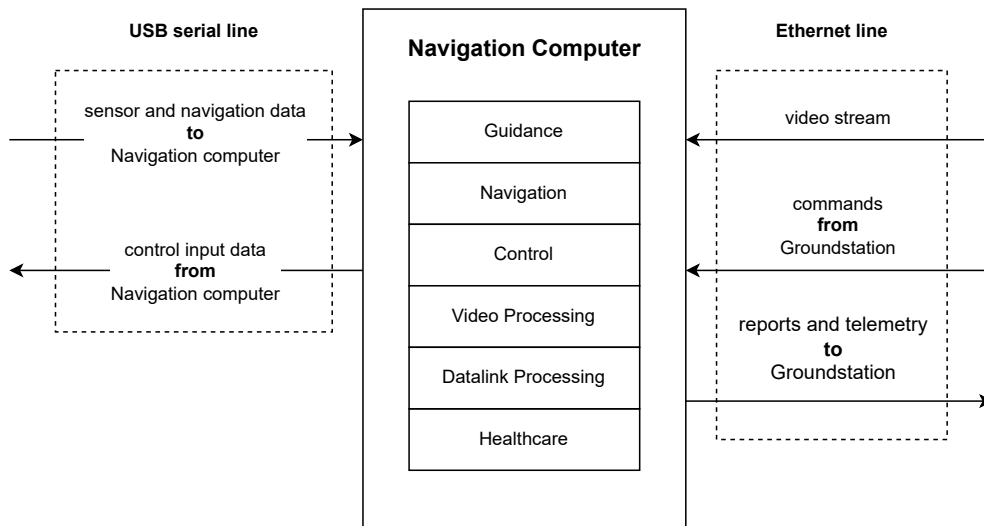 USB serial line
sensor and navigation data
to
Navigation computer
control input data
from
Navigation computer
Navigation Computer
Guidance
Navigation
Control
Video Processing
Datalink Processing
Healthcare
Ethernet line
video stream
commands
from
Groundstation
reports and telemetry
to
Groundstation